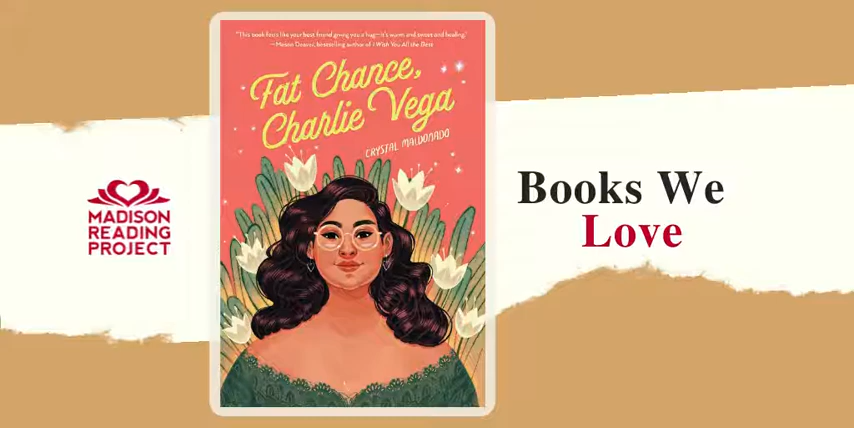 MADISON
READING
PROJECT
"This book feels like your best friend giving you a hug—it's warm and sweet and healing."
—Mason Deaver, bestselling author of I Wish You All the Best
Fat Chance,
Charlie Vega
CRYSTAL MALDONADO
Books We
Love